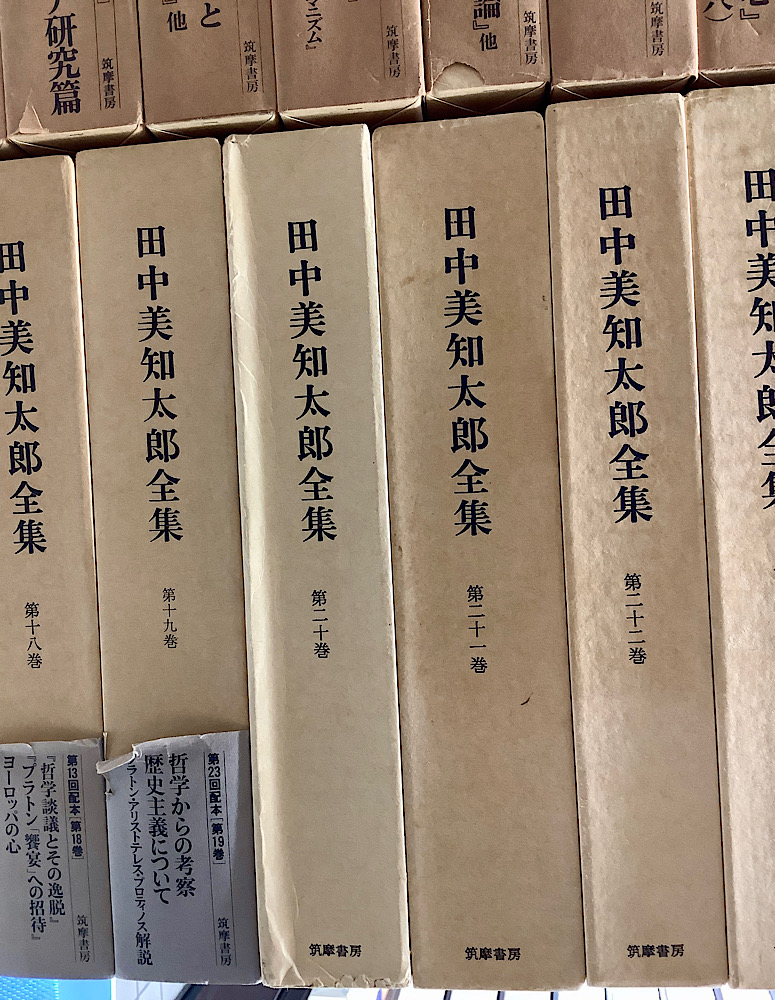 研究篇
筑摩書房
と
』他
筑摩書房
マニズム』
筑摩書房
論』他
筑摩書房
筑摩書房
田中美知太郎全集
第十八巻
第13回配本［第18巻］
『哲学談議とその逸脱』
『プラトン「饗宴」への招待』
ヨーロッパの心
筑摩書房
田中美知太郎全集
第十九巻
第23回配本［第19巻］
哲学からの考察
歴史主義について
ラトン・アリストテレス・プロティノス解説
筑摩書房
田中美知太郎全集
第二十巻
筑摩書房
田中美知太郎全集
第二十一巻
筑摩書房
田中美知太郎全集
第二十二巻
筑摩書房
田中美知太郎全集